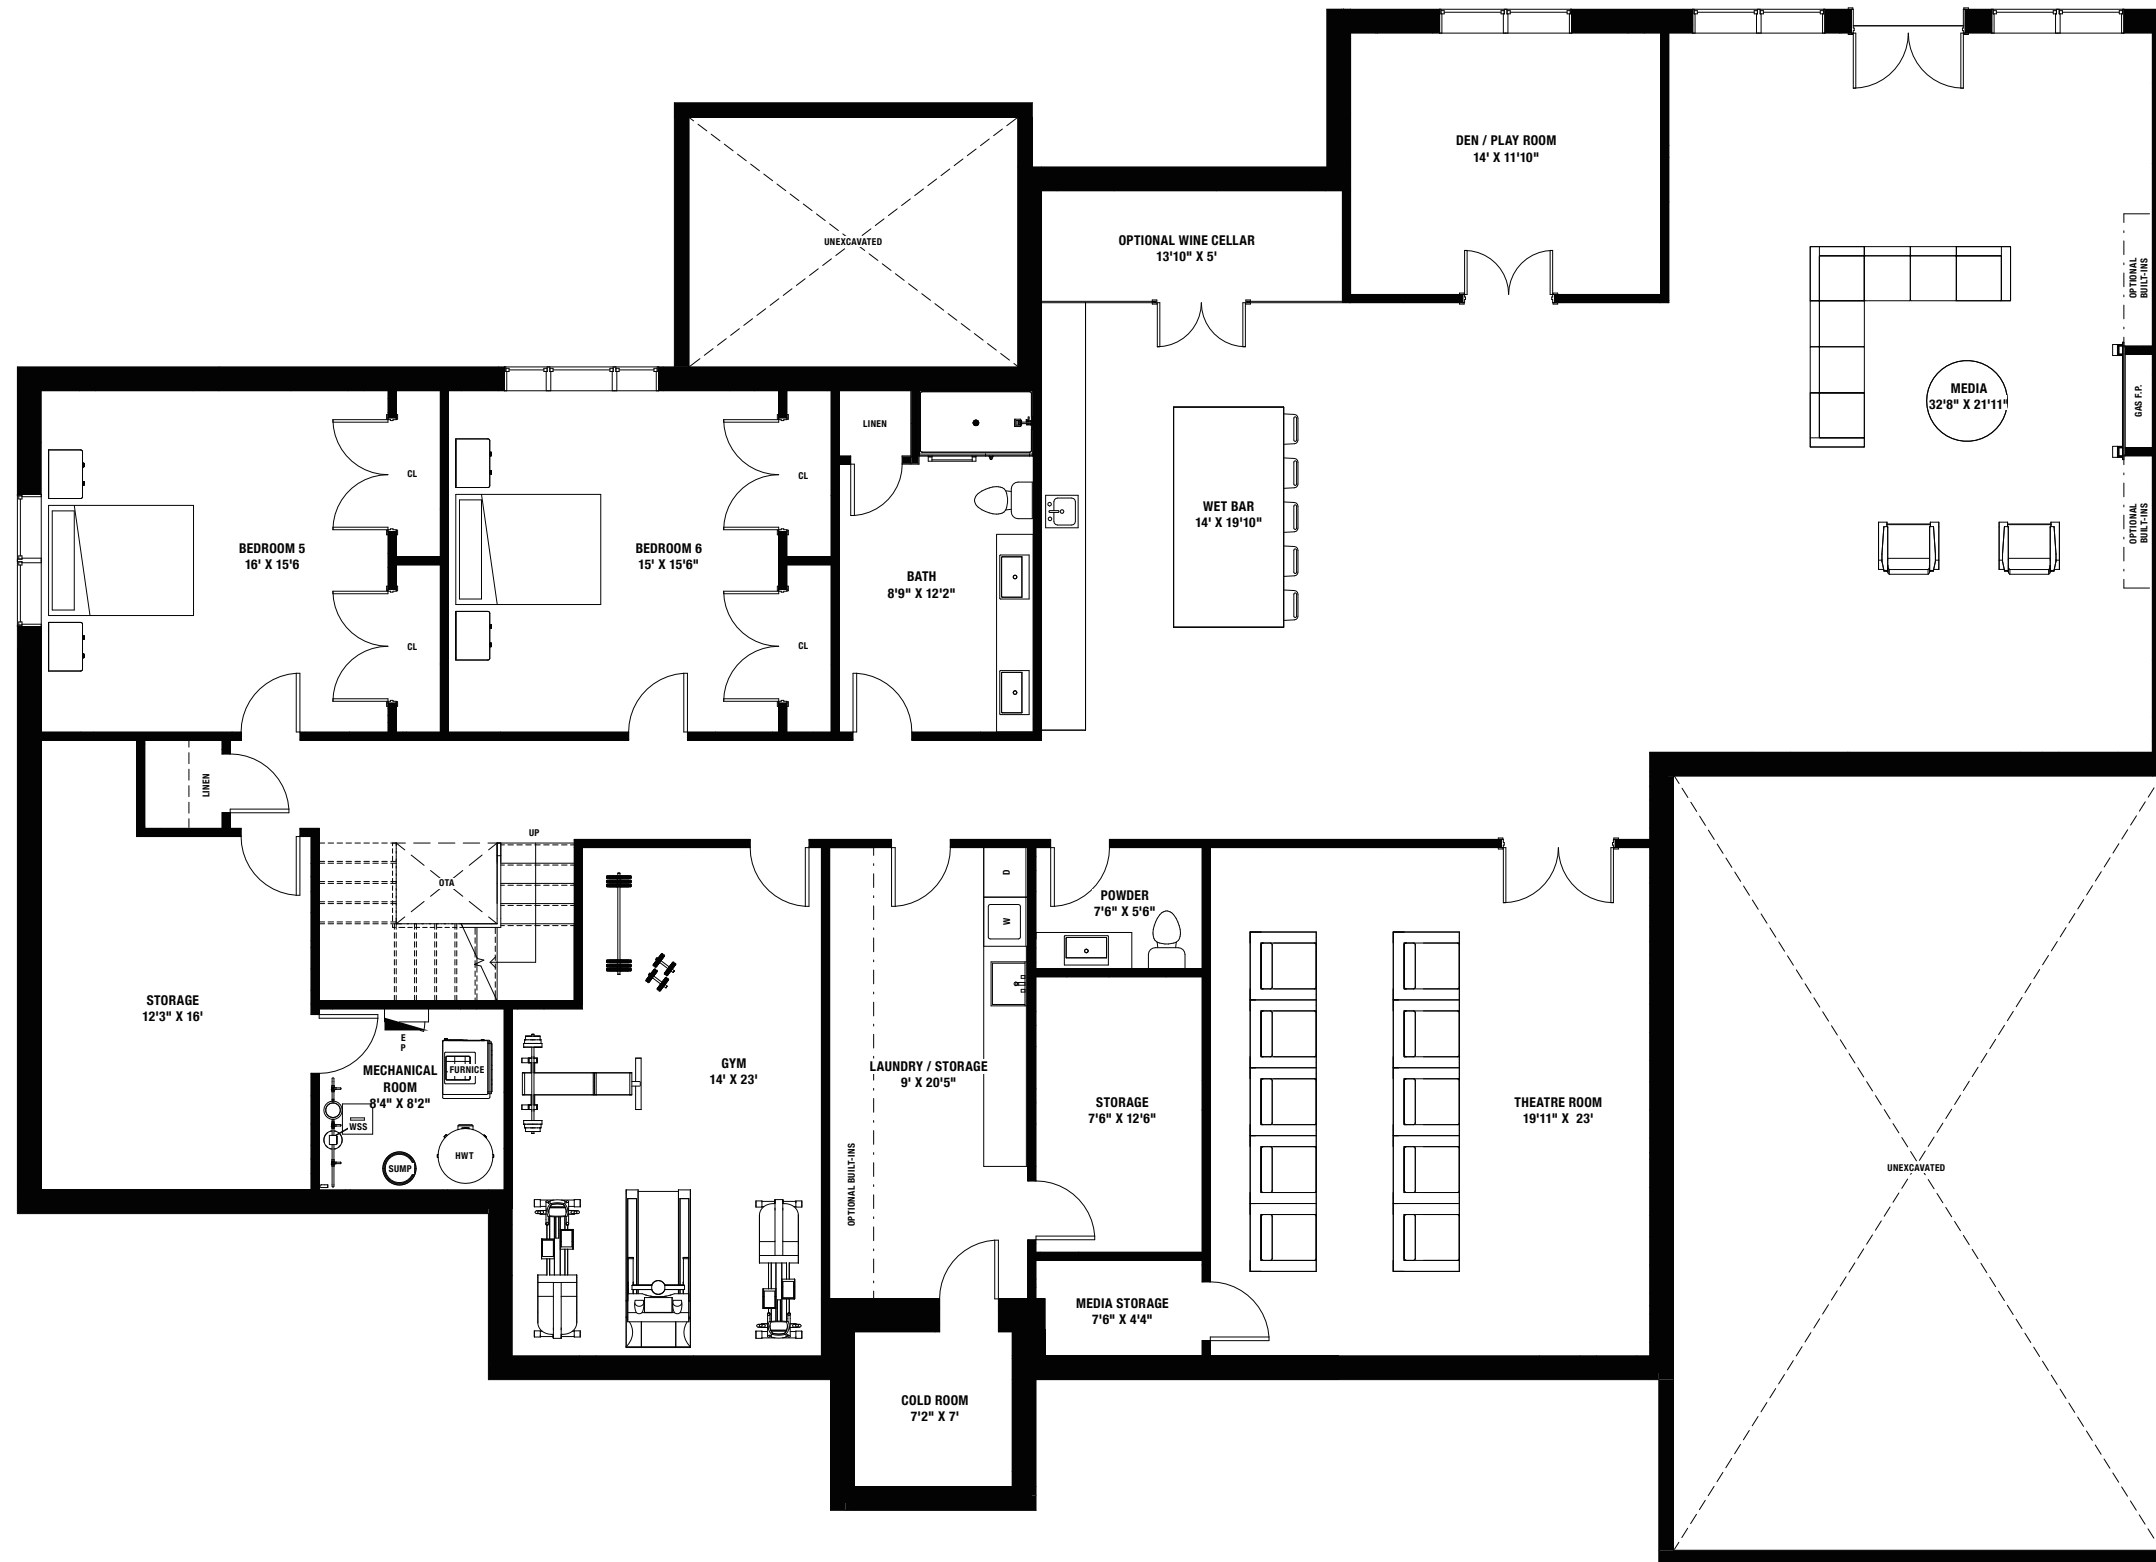 DEN / PLAY ROOM
14' X 11'10"
UNEXCAVATED
OPTIONAL WINE CELLAR
13'10" X 5'
OPTIONAL
BUILT-INS
MEDIA
32'8" X 21'11"
GAS F.P.
LINEN
CL
CL
WET BAR
14' X 19'10"
OPTIONAL
BUILT-INS
BEDROOM 5
16' X 15'6
BEDROOM 6
15' X 15'6"
BATH
8'9" X 12'2"
CL
CL
LINEN
UP
OTA
D
W
POWDER
7'6" X 5'6"
STORAGE
12'3" X 16'
E
P
MECHANICAL
ROOM
8'4" X 8'2"
FURNICE
WSS
SUMP
HWT
GYM
14' X 23'
LAUNDRY / STORAGE
9' X 20'5"
OPTIONAL BUILT-INS
STORAGE
7'6" X 12'6"
THEATRE ROOM
19'11" X  23'
UNEXCAVATED
MEDIA STORAGE
7'6" X 4'4"
COLD ROOM
7'2" X 7'